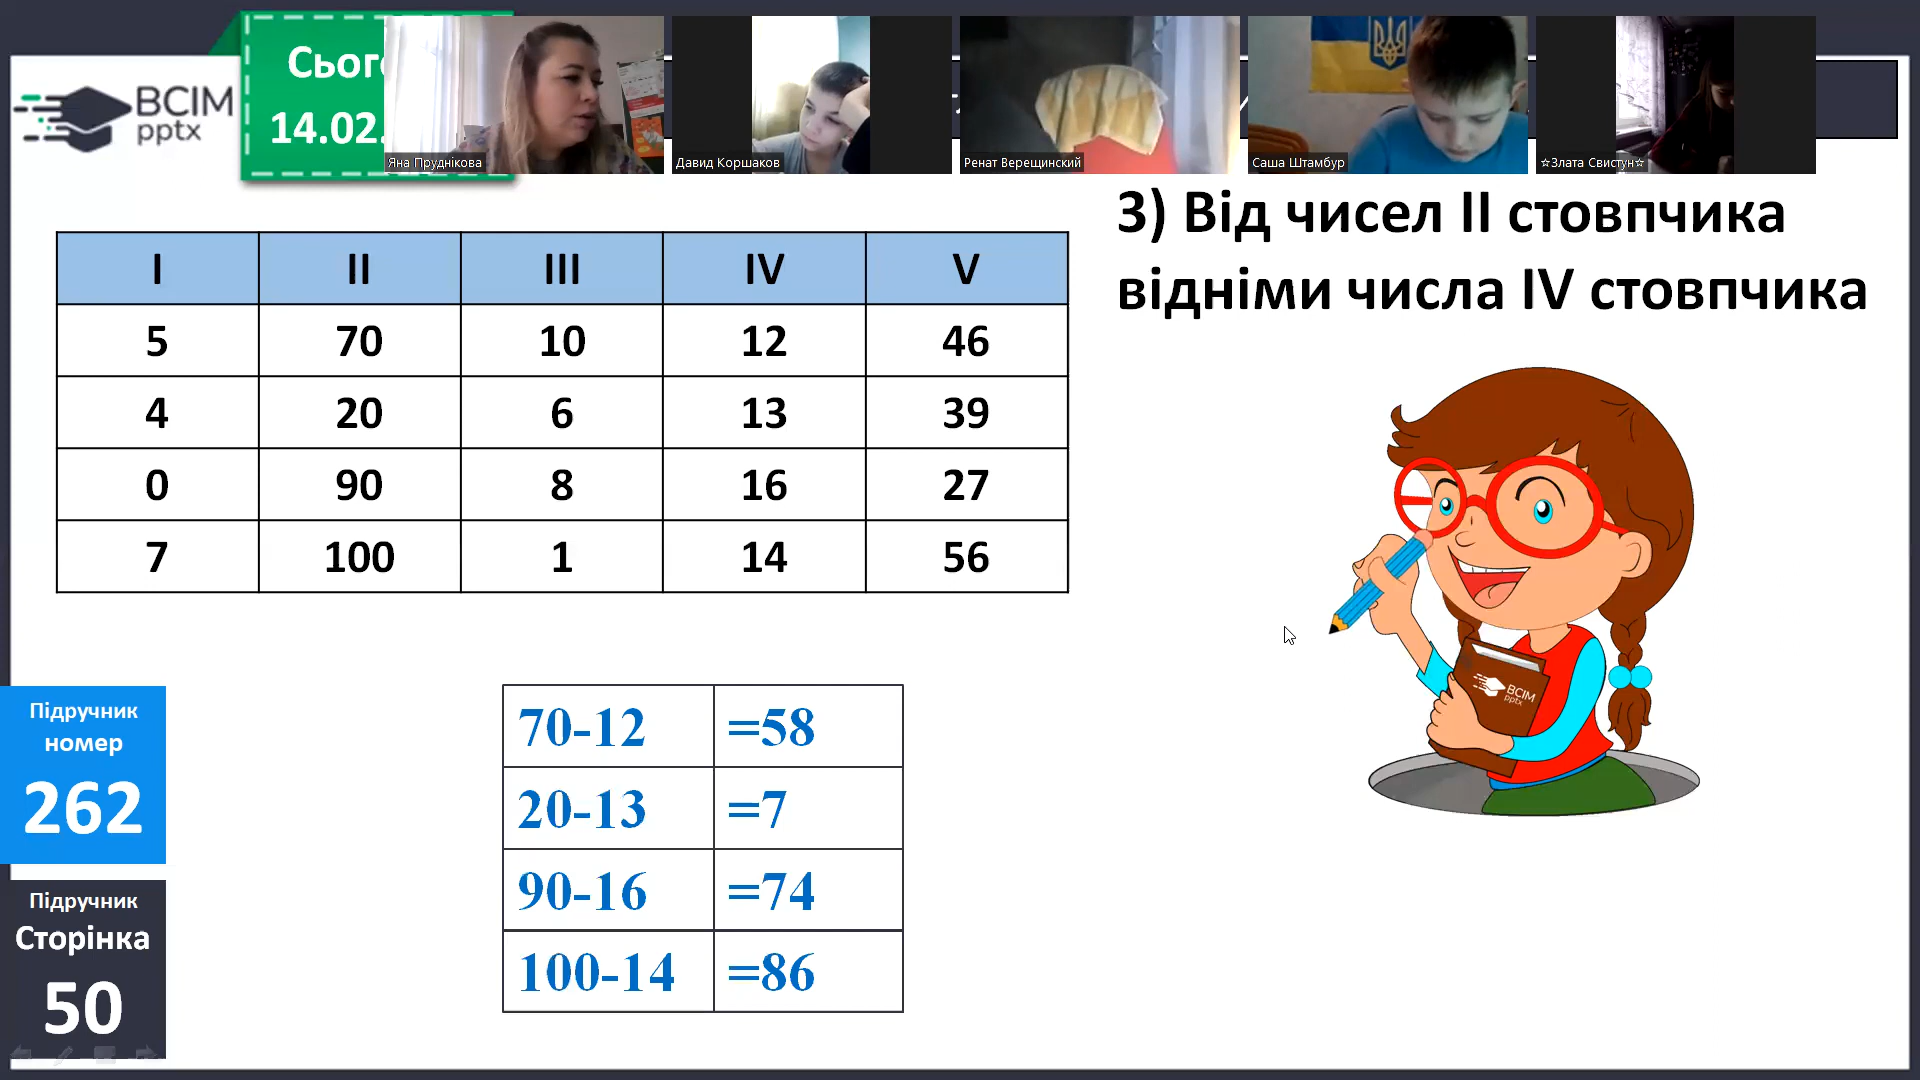 Сього
14.02.
ВСІМ
pptx
Яна Пруднікова
Давид Коршаков
Ренат Верещинский
Саша Штамбур
☆Злата Свистун☆
3) Від чисел ІІ стовпчика
відніми числа IV стовпчика
I II III IV V
5 70 10 12 46
4 20 6 13 39
0 90 8 16 27
7 100 1 14 56
70-12 =58
20-13 =7
90-16 =74
100-14 =86
Підручник
номер
262
Підручник
Сторінка
50
ВСІМ
pptx